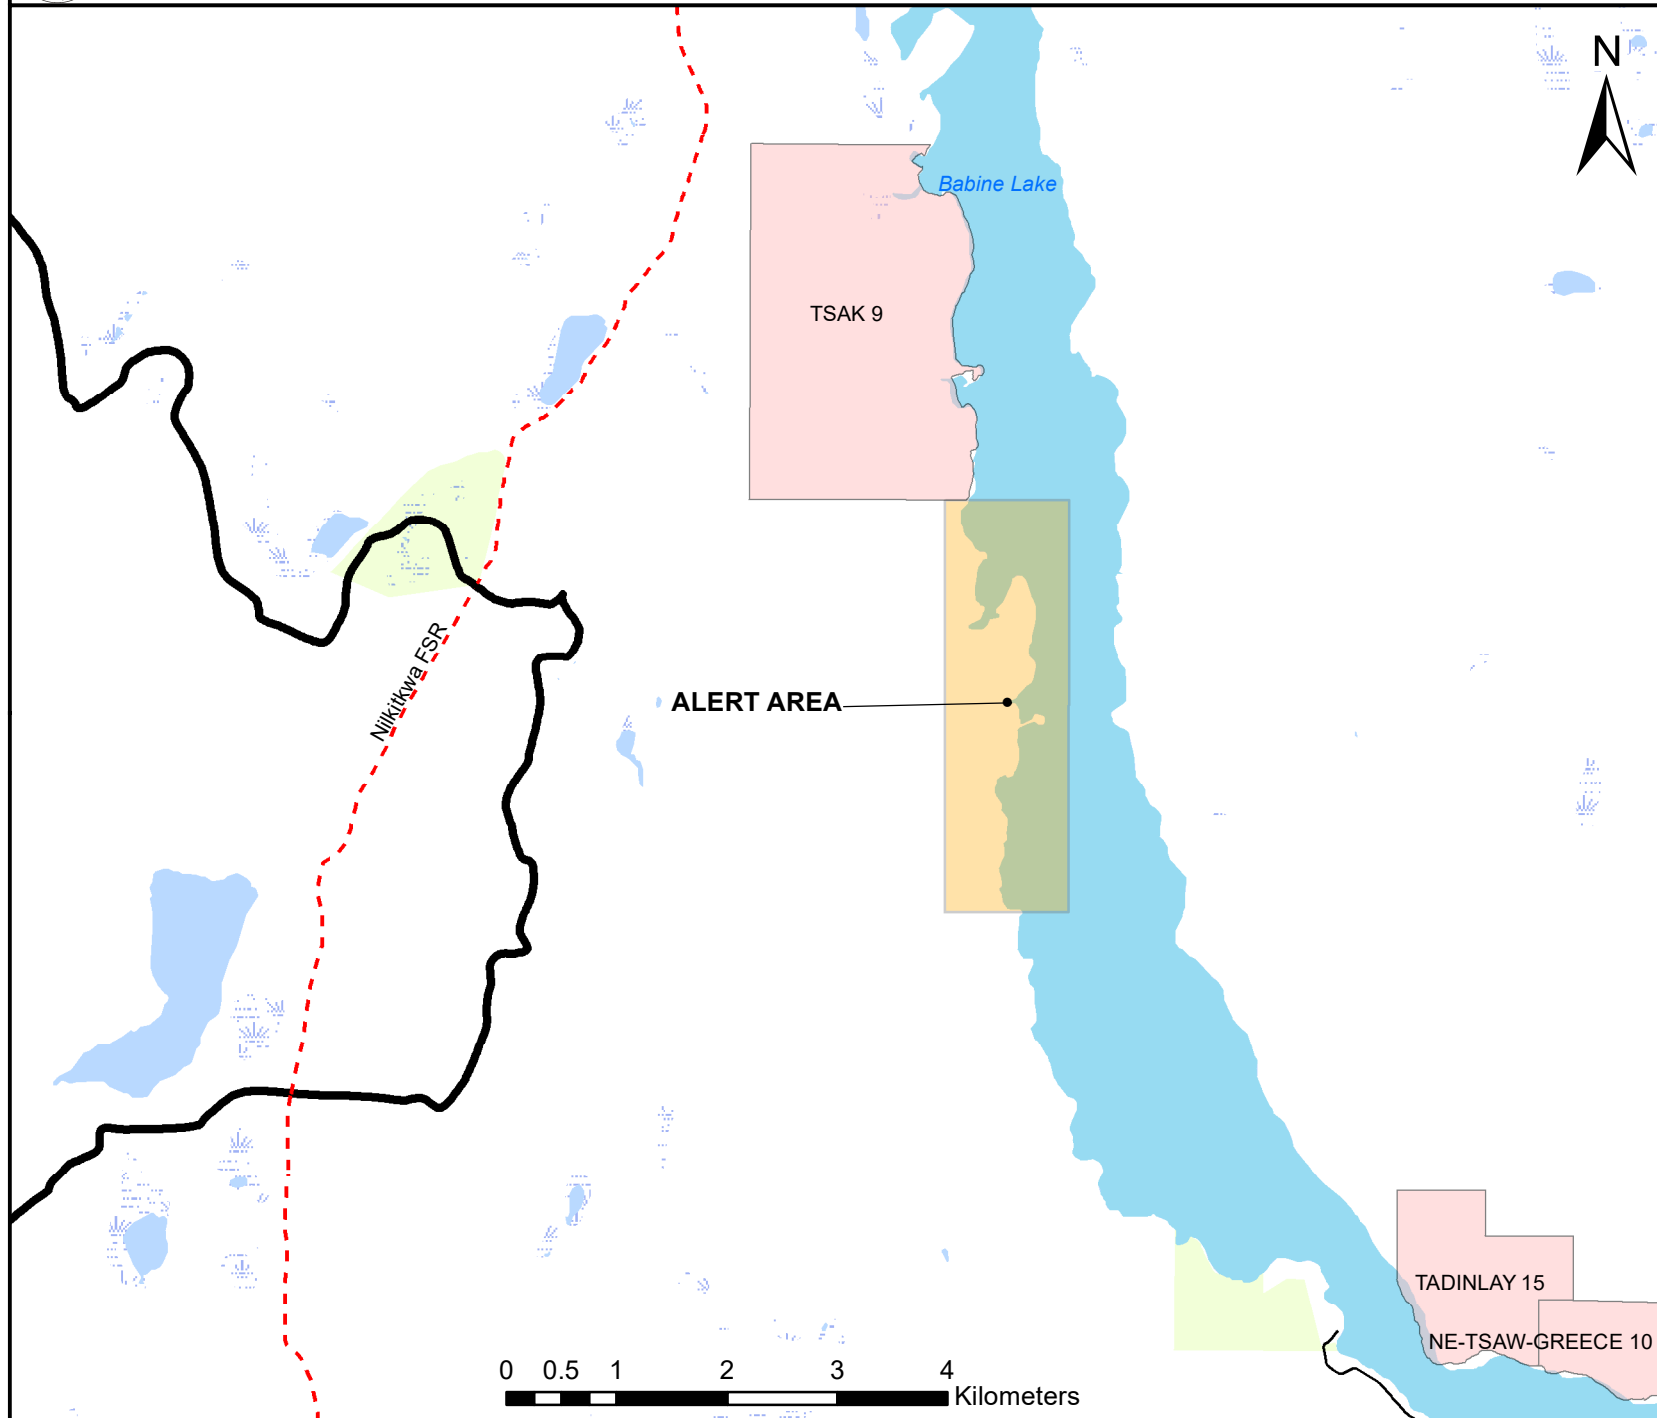 N
Babine Lake
TSAK 9
Nilkitkwa FSR
ALERT AREA
TADINLAY 15
NE-TSAW-GREECE 10
0 0.5 1 2 3 4
Kilometers